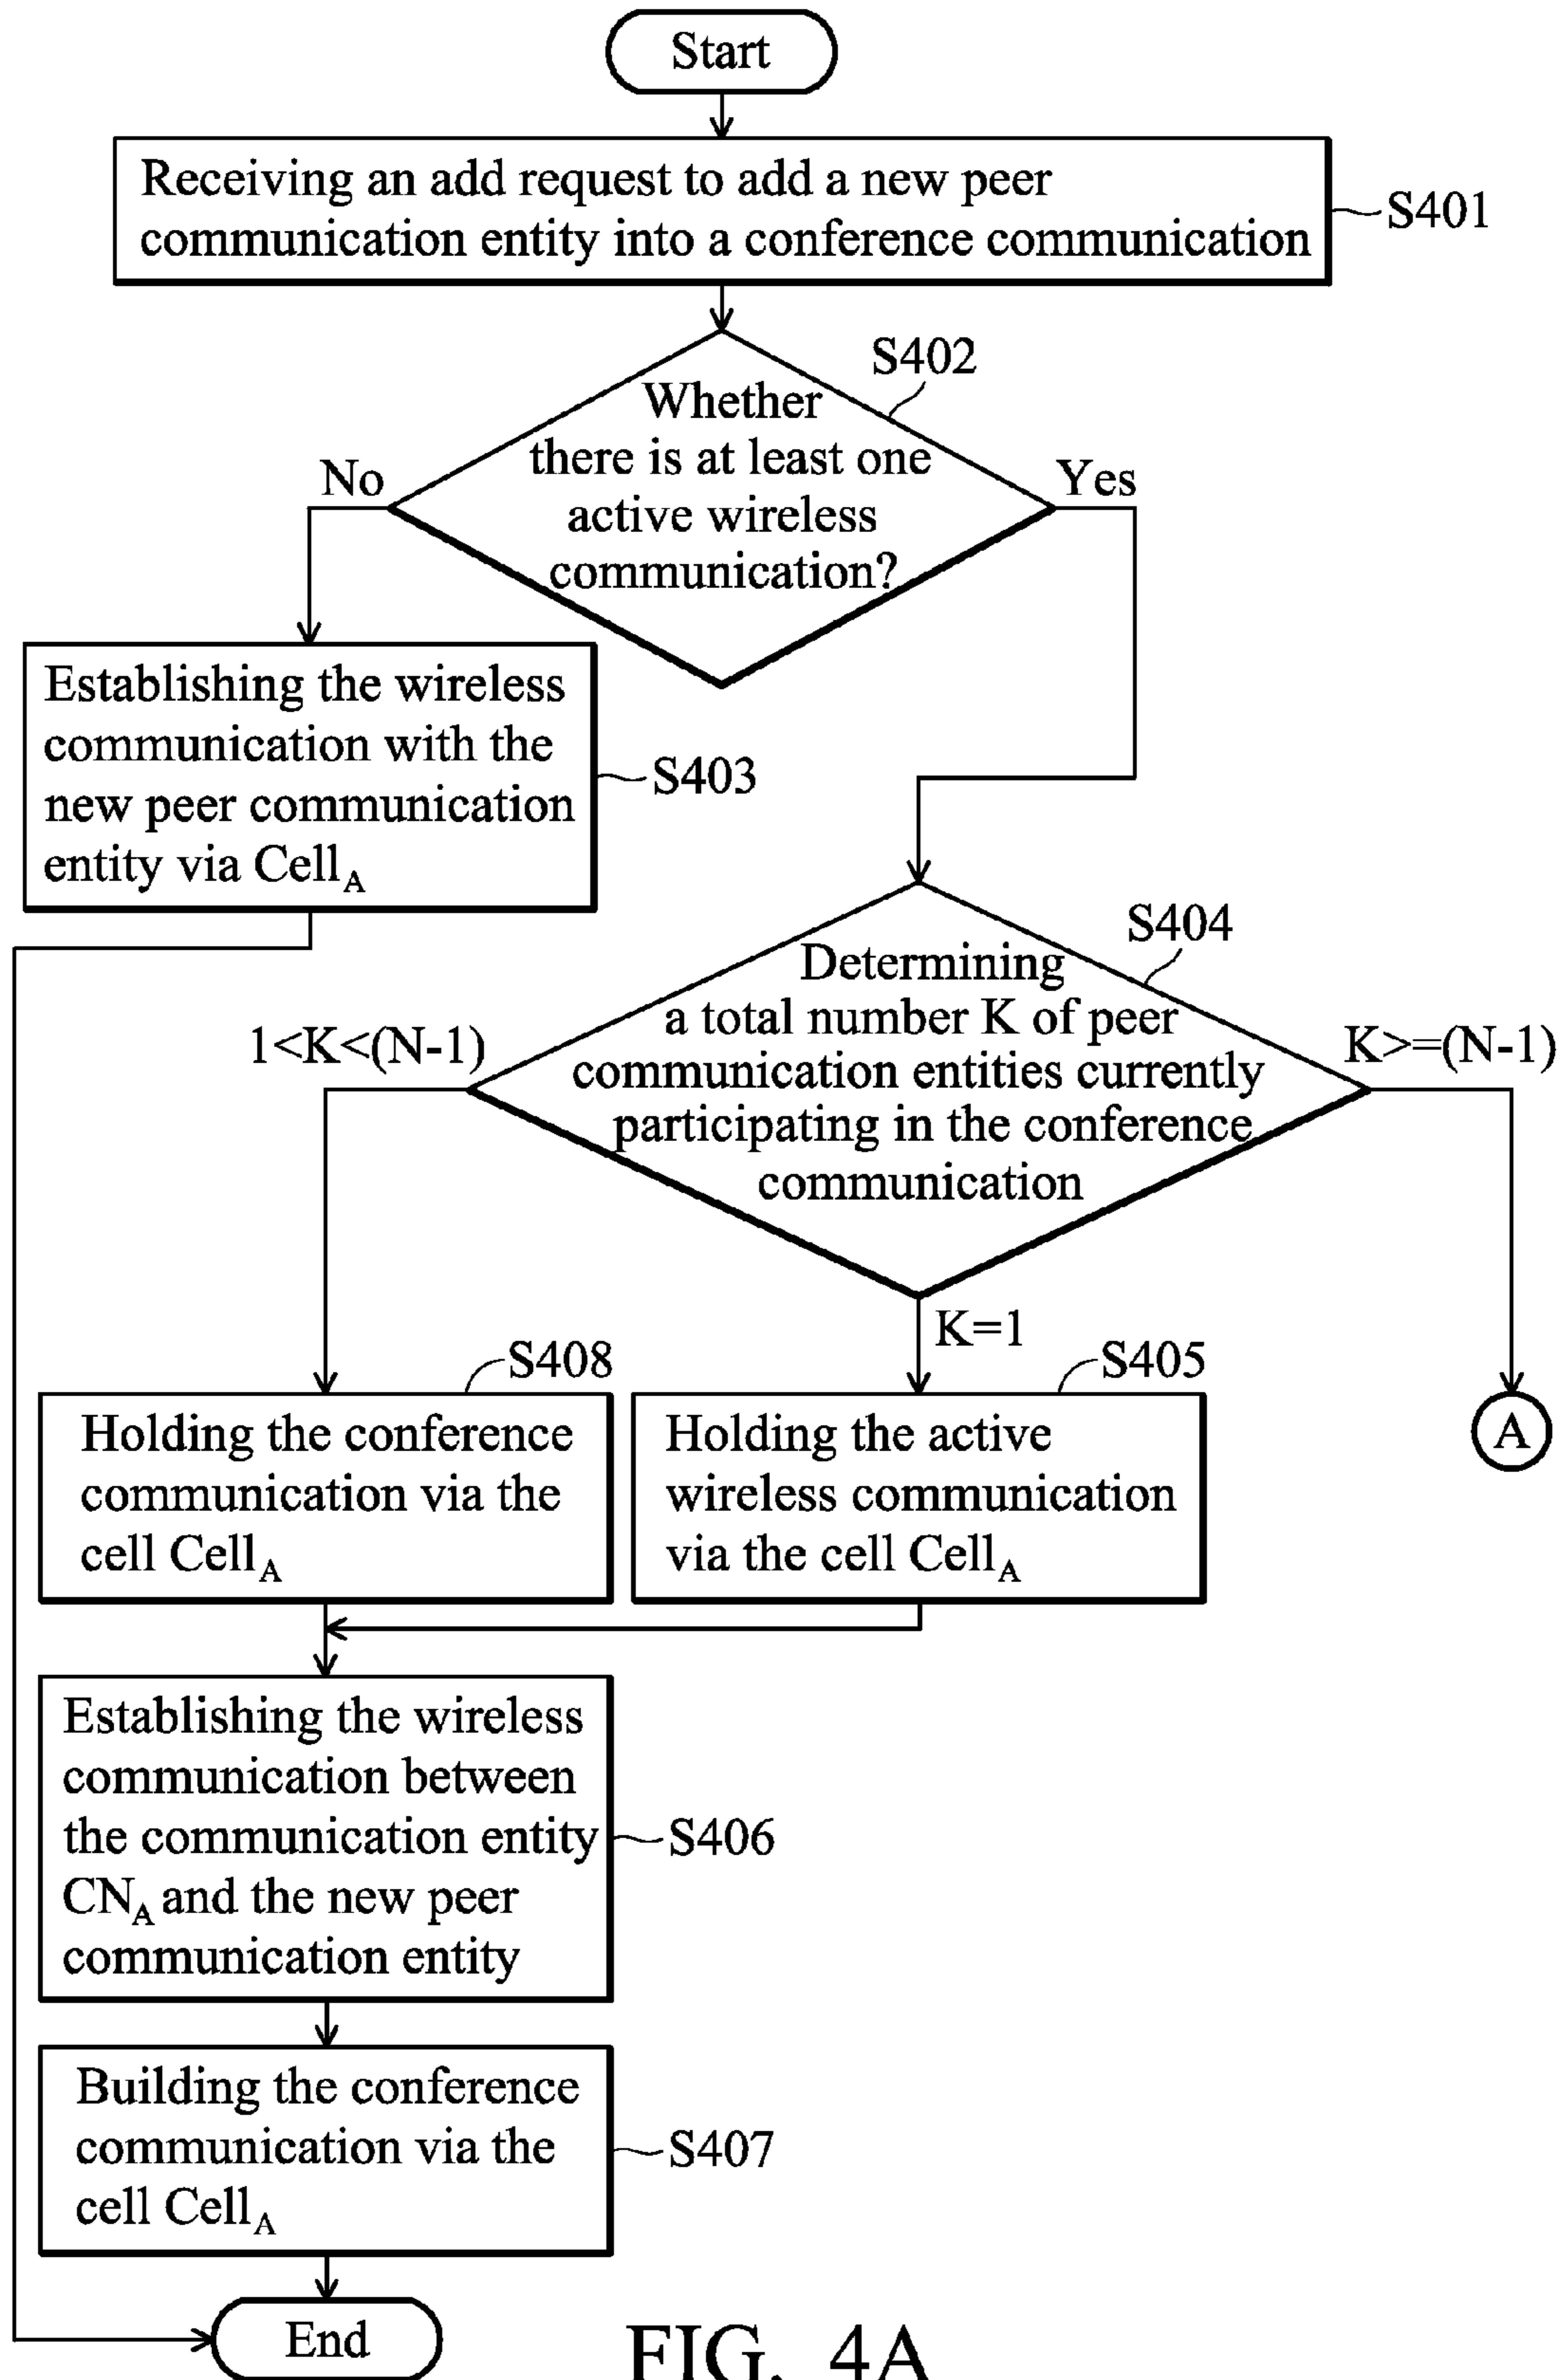 Start
Receiving an add request to add a new peer
communication entity into a conference communication
S401
S402
Whether
there is at least one
active wireless
communication?
No
Yes
Establishing the wireless
communication with the
new peer communication
entity via CellA
S403
S404
Determining
a total number K of peer
communication entities currently
participating in the conference
communication
1<K<(N-1)
K>=(N-1)
K=1
S408
S405
Holding the conference
communication via the
cell CellA
Holding the active
wireless communication
via the cell CellA
A
Establishing the wireless
communication between
the communication entity
CNA and the new peer
communication entity
S406
Building the conference
communication via the
cell CellA
S407
End
FIG. 4A